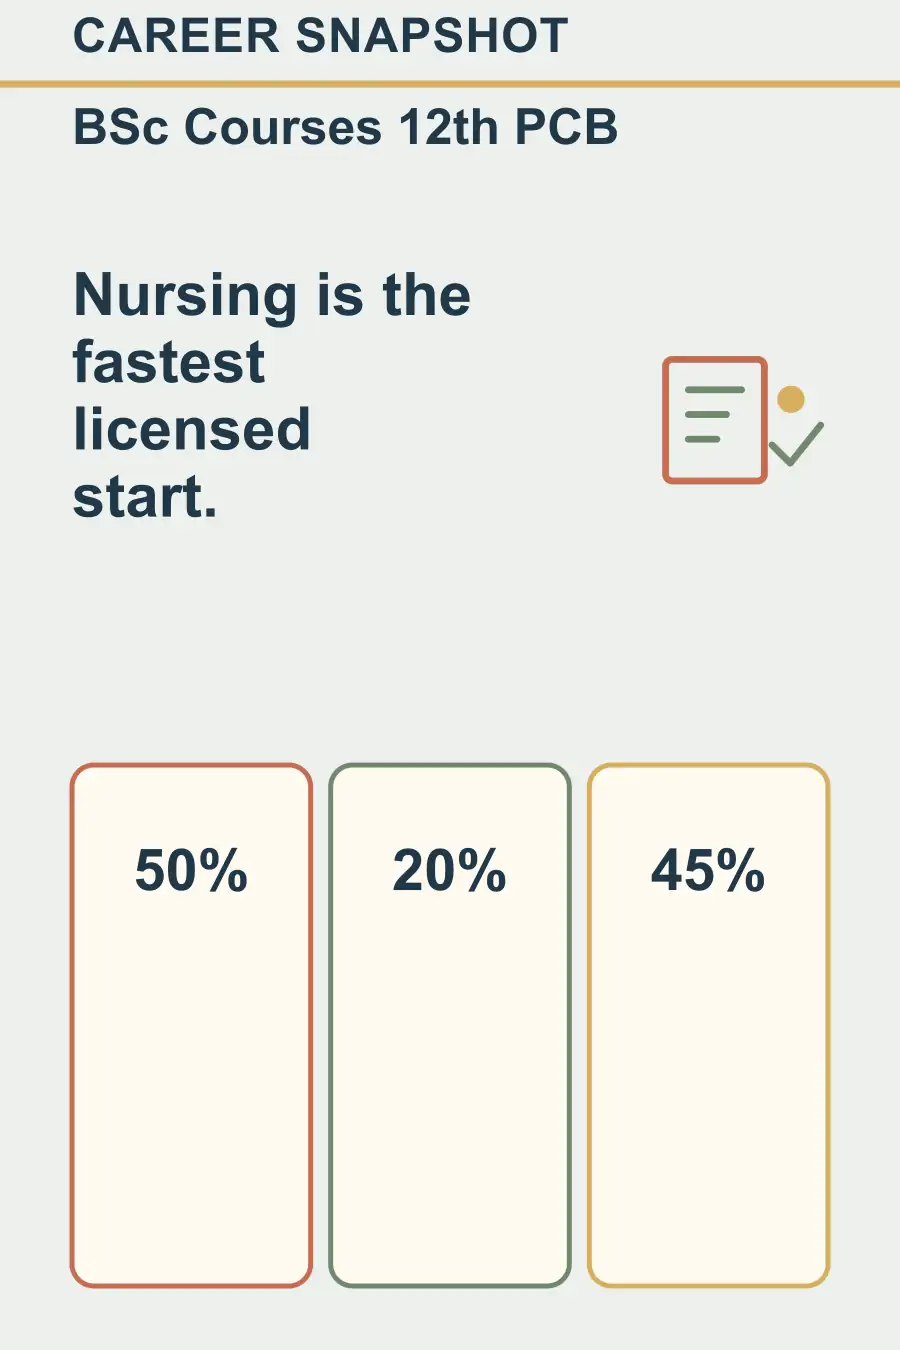 CAREER SNAPSHOT
BSc Courses 12th PCB
Nursing is the
fastest
licensed
start.
50%
20%
45%